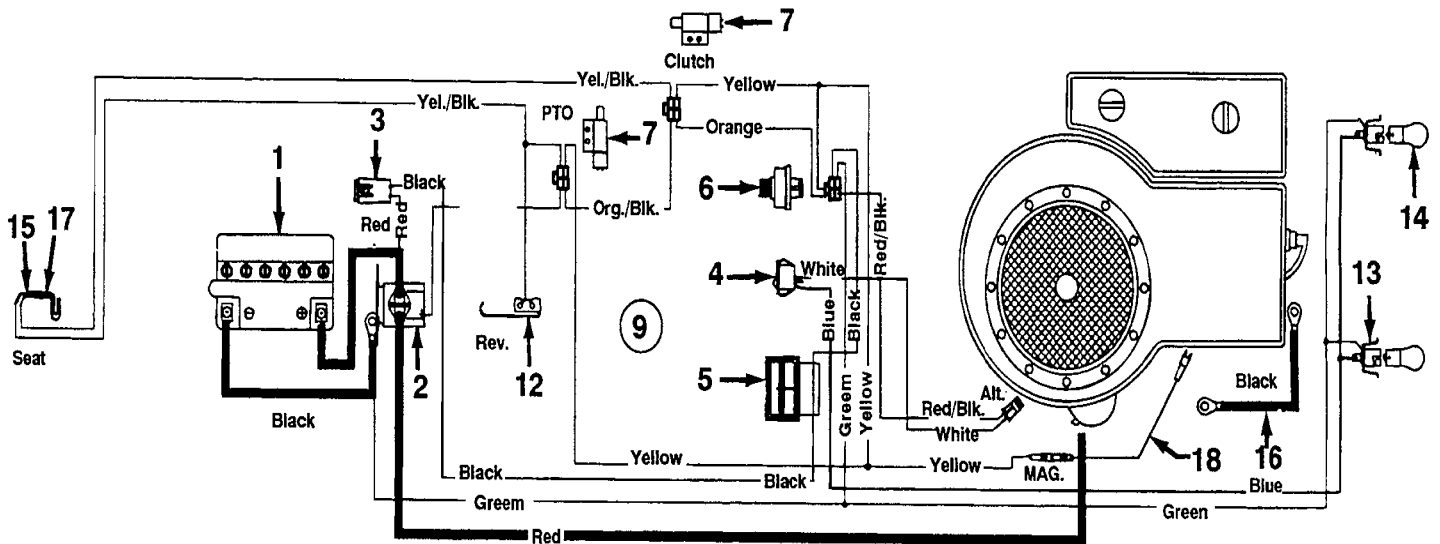 7
Clutch
Yel./Blk.
Yellow
Yel./Blk.
PTO
7
3
Orange
1
Black
6
14
Org./Blk.
Red
Red
Red/Blk.
15
17
4
White
13
Blue
Black
9
Seat
Rev.
2
12
5
Black
Alt.
Black
Greem
Yellow
Red/Blk.
White
Yellow
Yellow
18
16
Black
Black
MAG.
Blue
Greem
Green
Red